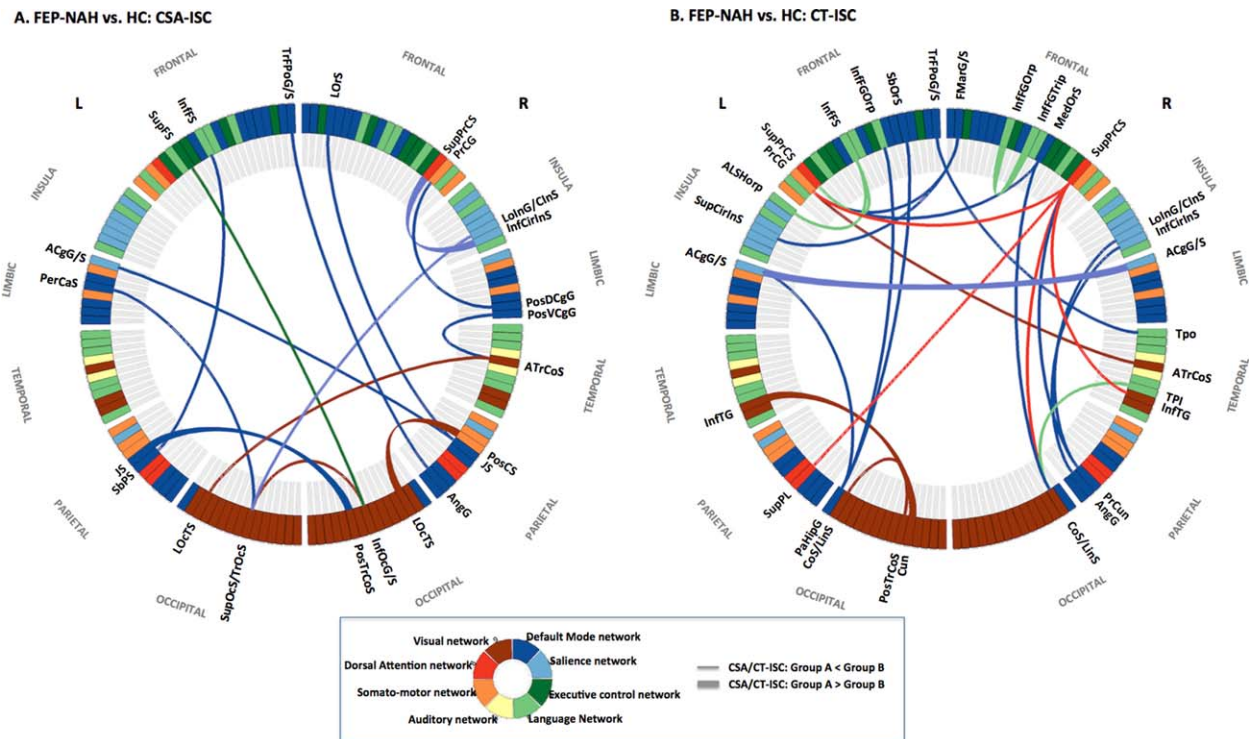 A. FEP-NAH vs. HC: CSA-ISC
FRONTAL
FRONTAL
L
R
TrFPoG/S
LOrS
InfFS
SupFS
SupPrCS
PrCG
INSULA
INSULA
LoInG/ClnS
InfCirInS
ACgG/S
PerCaS
LIMBIC
LIMBIC
PosDCgG
PosVCgG
ATrCoS
TEMPORAL
TEMPORAL
JS
SbPS
PosCS
JS
AngG
PARIETAL
PARIETAL
LOcTS
SupOcS/TrOcS
PosTrCoS
InfOcG/S
LOcTS
OCCIPITAL
OCCIPITAL
B. FEP-NAH vs. HC: CT-ISC
FRONTAL
FRONTAL
L
R
InfFS
InfFGOrp
SbOrS
TrFPoG/S
FMarG/S
InfFGOrp
InfFGTrip
MedOrS
SupPrCS
SupPrCS
PrCG
ALSHorp
SupCirInS
INSULA
INSULA
LoInG/ClnS
InfCirInS
ACgG/S
ACgG/S
LIMBIC
LIMBIC
Tpo
ATrCoS
TPl
InfTG
InfTG
TEMPORAL
TEMPORAL
SupPL
PrCun
AngG
PARIETAL
PARIETAL
PaHipG
CoS/LinS
PosTrCoS
Cun
CoS/LinS
OCCIPITAL
OCCIPITAL
Visual network
Default Mode network
Dorsal Attention network
Salience network
Somato-motor network
Executive control network
Auditory network
Language Network
CSA/CT-ISC: Group A < Group B
CSA/CT-ISC: Group A > Group B